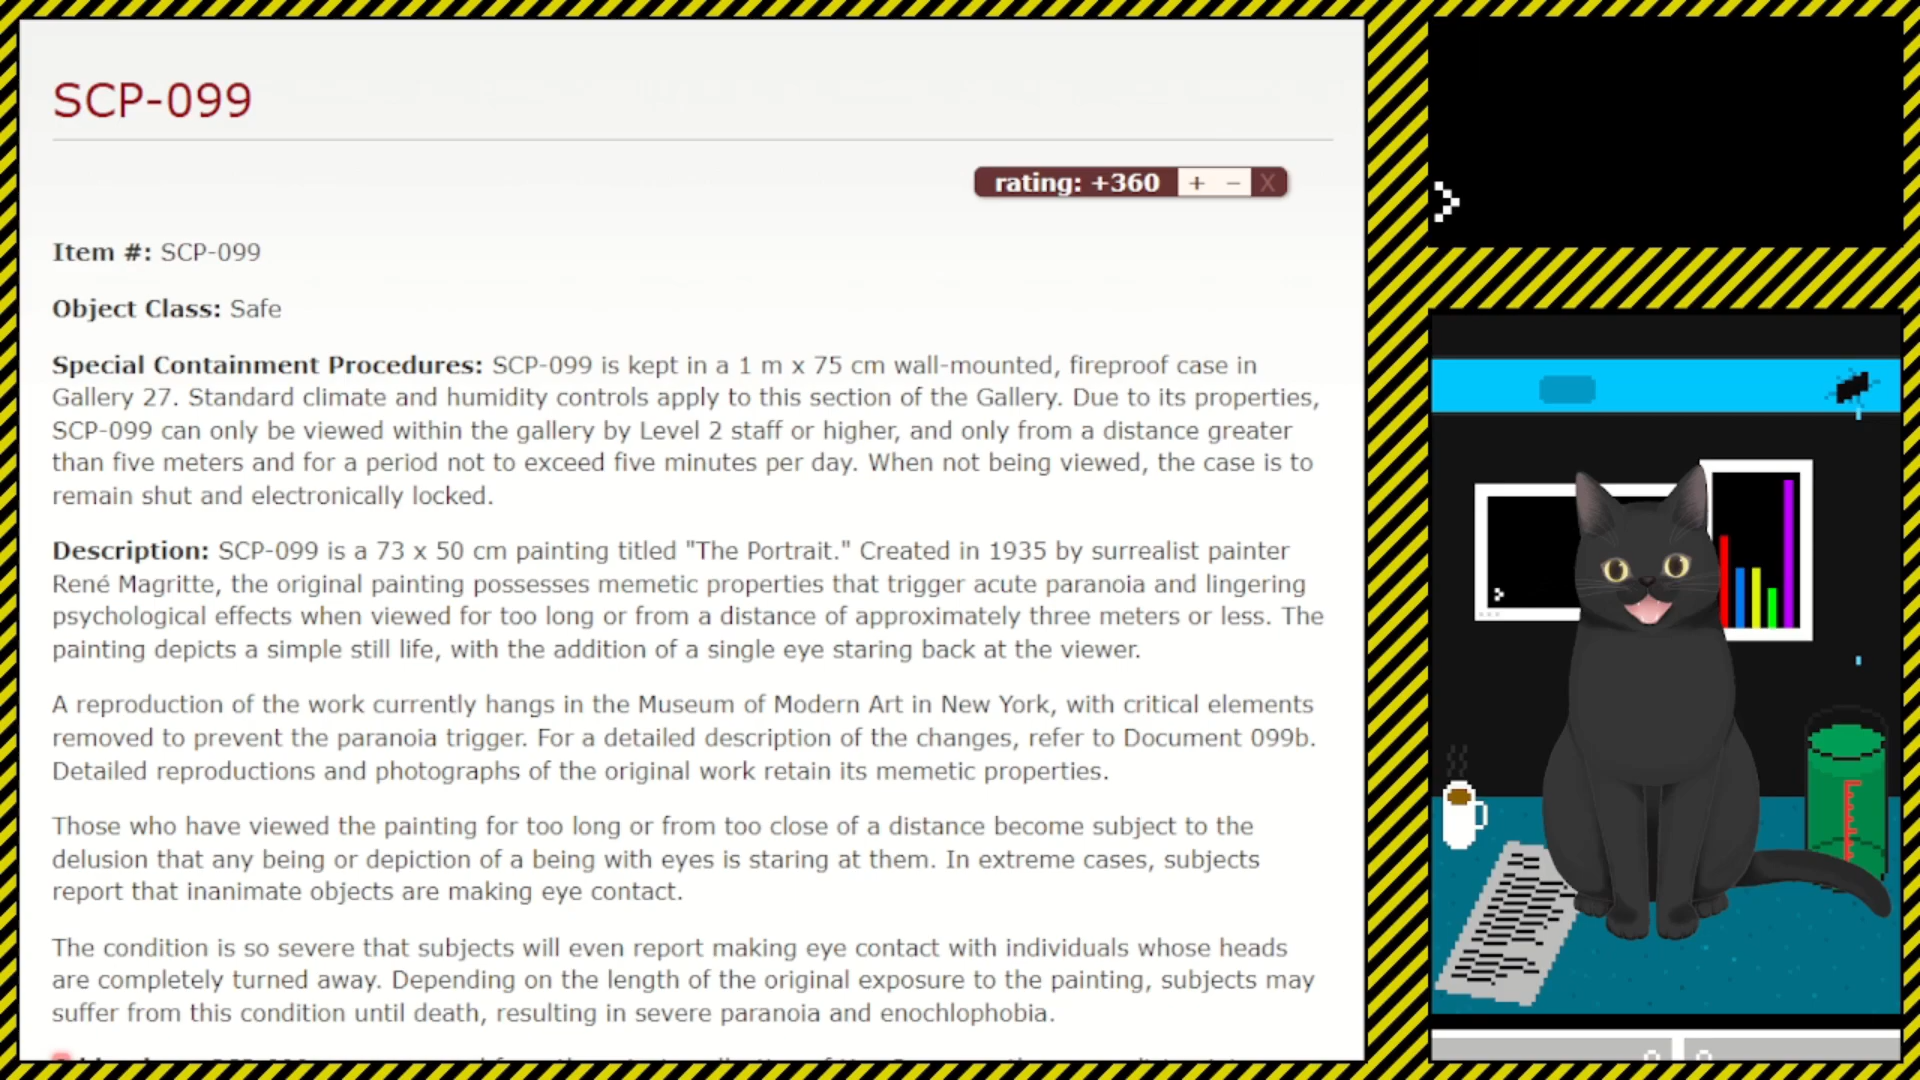 SCP-099
rating: +360 + − X
Item #: SCP-099
Object Class: Safe
Special Containment Procedures: SCP-099 is kept in a 1 m x 75 cm wall-mounted, fireproof case in
Gallery 27. Standard climate and humidity controls apply to this section of the Gallery. Due to its properties,
SCP-099 can only be viewed within the gallery by Level 2 staff or higher, and only from a distance greater
than five meters and for a period not to exceed five minutes per day. When not being viewed, the case is to
remain shut and electronically locked.
Description: SCP-099 is a 73 x 50 cm painting titled "The Portrait." Created in 1935 by surrealist painter
René Magritte, the original painting possesses memetic properties that trigger acute paranoia and lingering
psychological effects when viewed for too long or from a distance of approximately three meters or less. The
painting depicts a simple still life, with the addition of a single eye staring back at the viewer.
A reproduction of the work currently hangs in the Museum of Modern Art in New York, with critical elements
removed to prevent the paranoia trigger. For a detailed description of the changes, refer to Document 099b.
Detailed reproductions and photographs of the original work retain its memetic properties.
Those who have viewed the painting for too long or from too close of a distance become subject to the
delusion that any being or depiction of a being with eyes is staring at them. In extreme cases, subjects
report that inanimate objects are making eye contact.
The condition is so severe that subjects will even report making eye contact with individuals whose heads
are completely turned away. Depending on the length of the original exposure to the painting, subjects may
suffer from this condition until death, resulting in severe paranoia and enochlophobia.
>
>